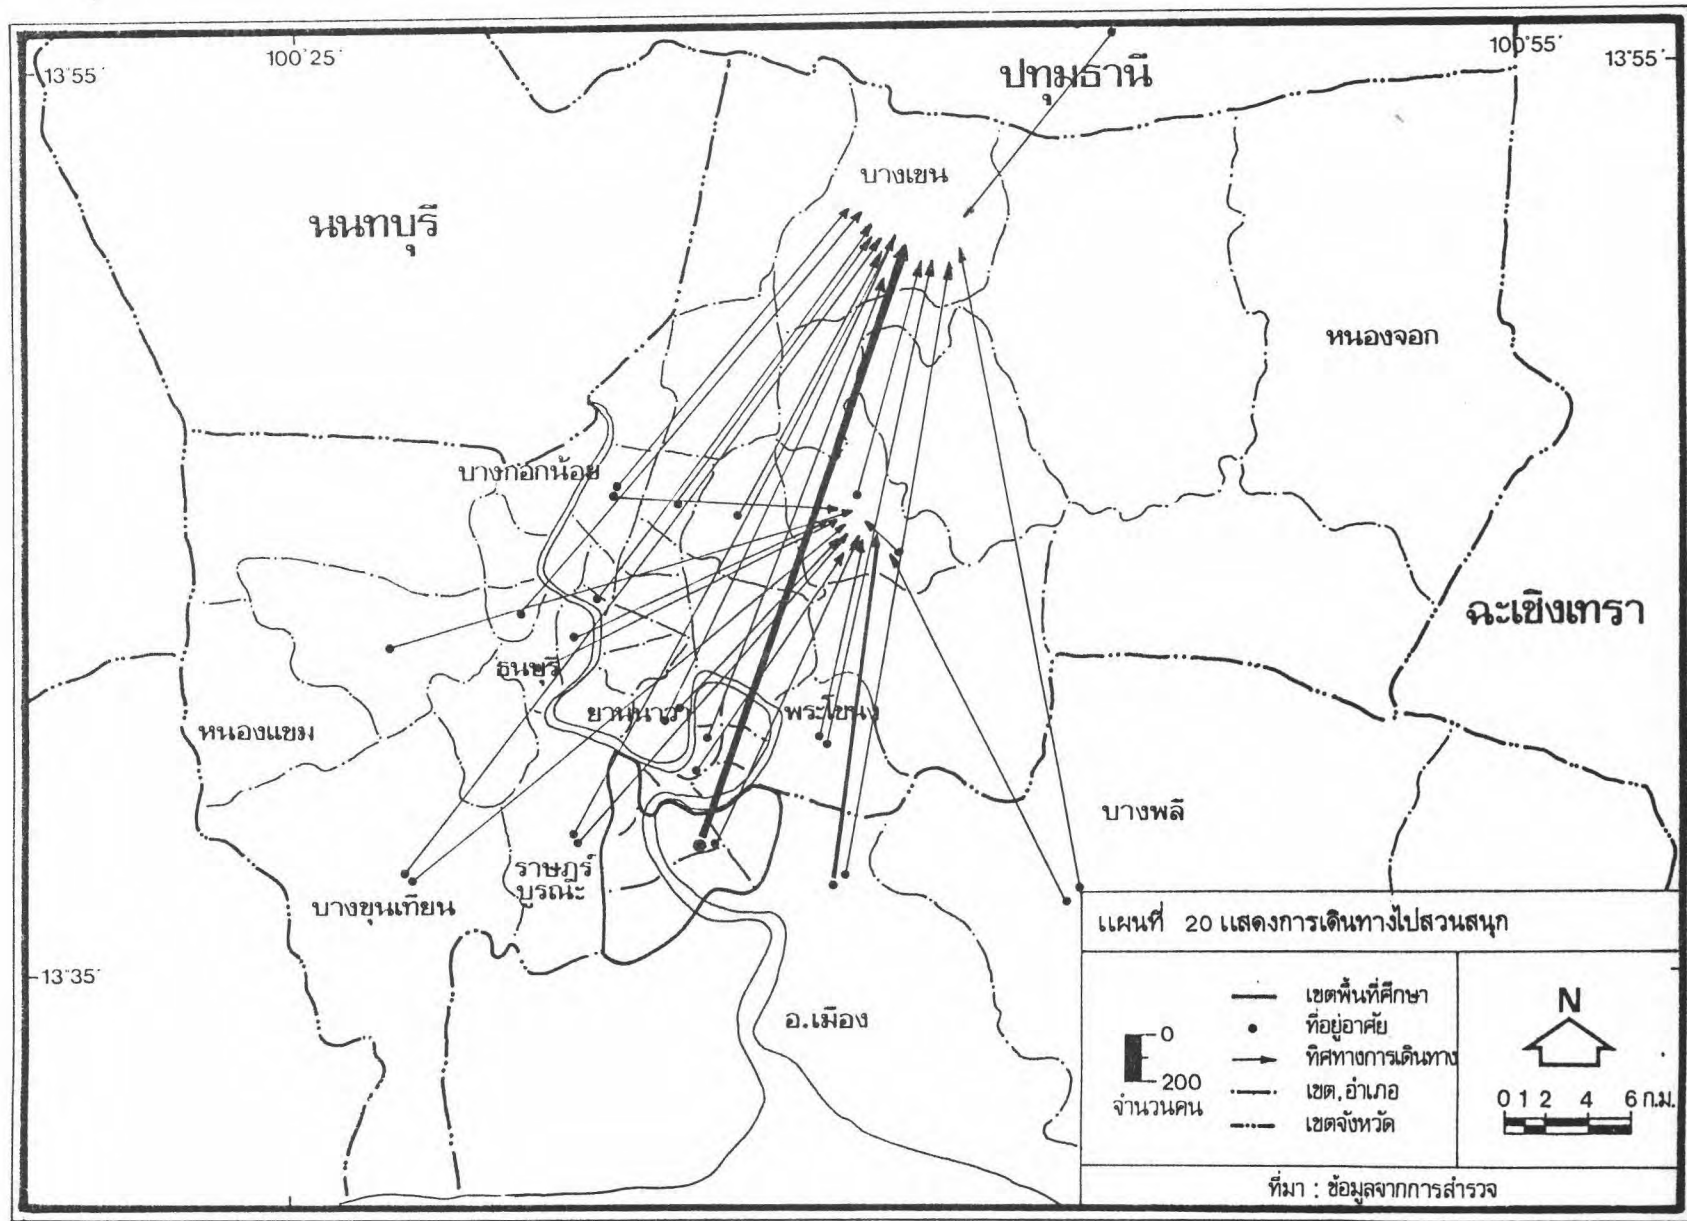 100°25′
100°55′
13°55′
13°55′
ปทุมธานี
บางเขน
นนทบุรี
หนองจอก
บางกอกน้อย
ฉะเชิงเทรา
ธนบุรี
ยานนาวา
พระโขนง
หนองแขม
บางพลี
ราษฎร์
บูรณะ
บางขุนเทียน
13°35′
อ.เมือง
แผนที่ 20 แสดงการเดินทางไปสวนสนุก
0
200
จำนวนคน
เขตพื้นที่ศึกษา
ที่อยู่อาศัย
ทิศทางการเดินทาง
เขต,อำเภอ
เขตจังหวัด
N
0 1 2 4 6 ก.ม.
ที่มา : ข้อมูลจากการสำรวจ